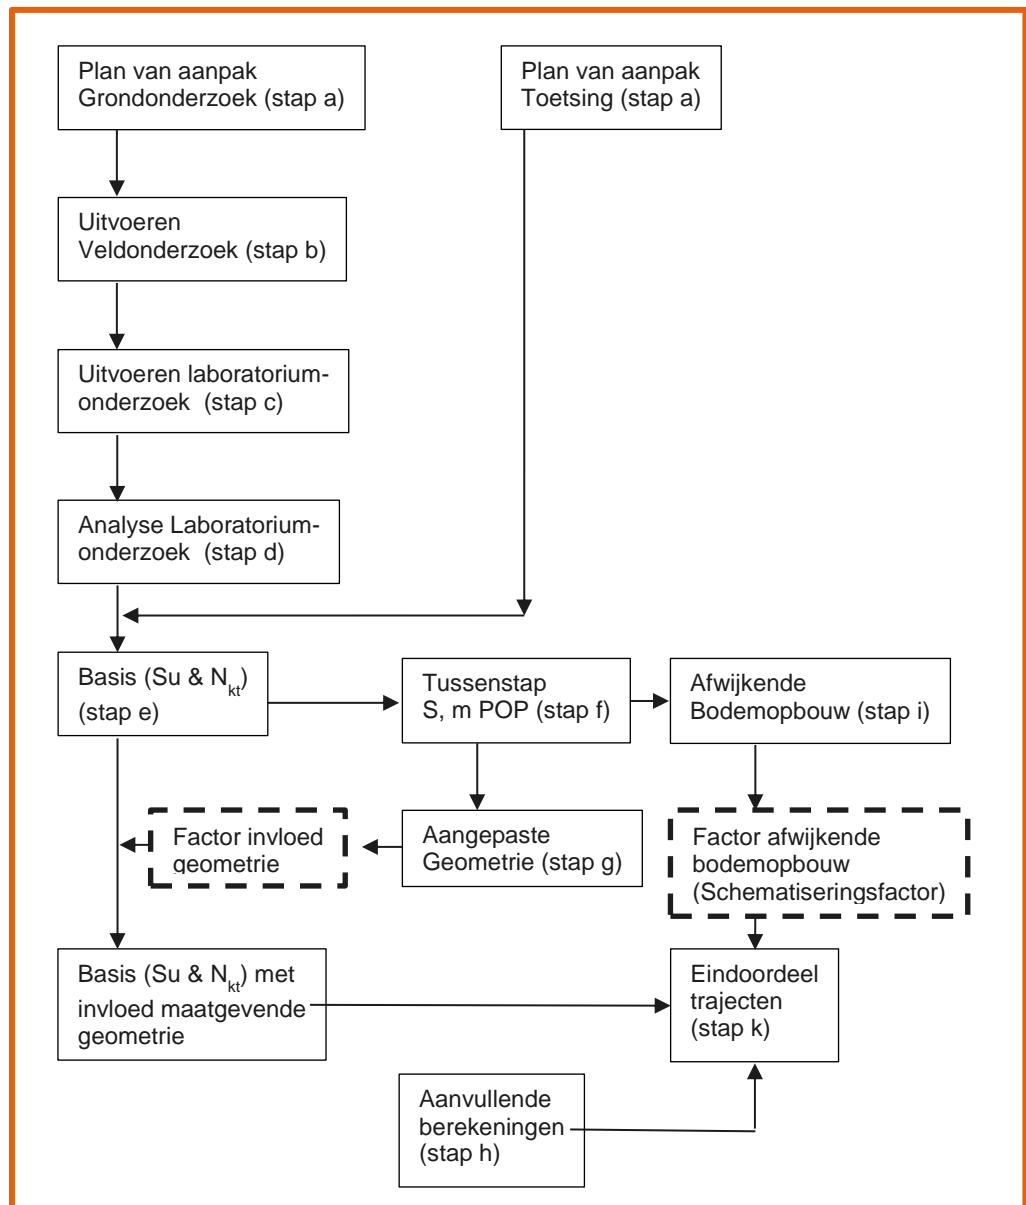 Plan van aanpak
Grondonderzoek (stap a)
Plan van aanpak
Toetsing (stap a)
Uitvoeren
Veldonderzoek (stap b)
Uitvoeren laboratorium-
onderzoek (stap c)
Analyse Laboratorium-
onderzoek (stap d)
Basis (Su & Nkt)
(stap e)
Tussenstap
S, m POP (stap f)
Afwijkende
Bodemopbouw (stap i)
Factor invloed
geometrie
Aangepaste
Geometrie (stap g)
Factor afwijkende
bodemopbouw
(Schematiseringsfactor)
Basis (Su & Nkt) met
invloed maatgevende
geometrie
Eindoordeel
trajecten
(stap k)
Aanvullende
berekeningen
(stap h)